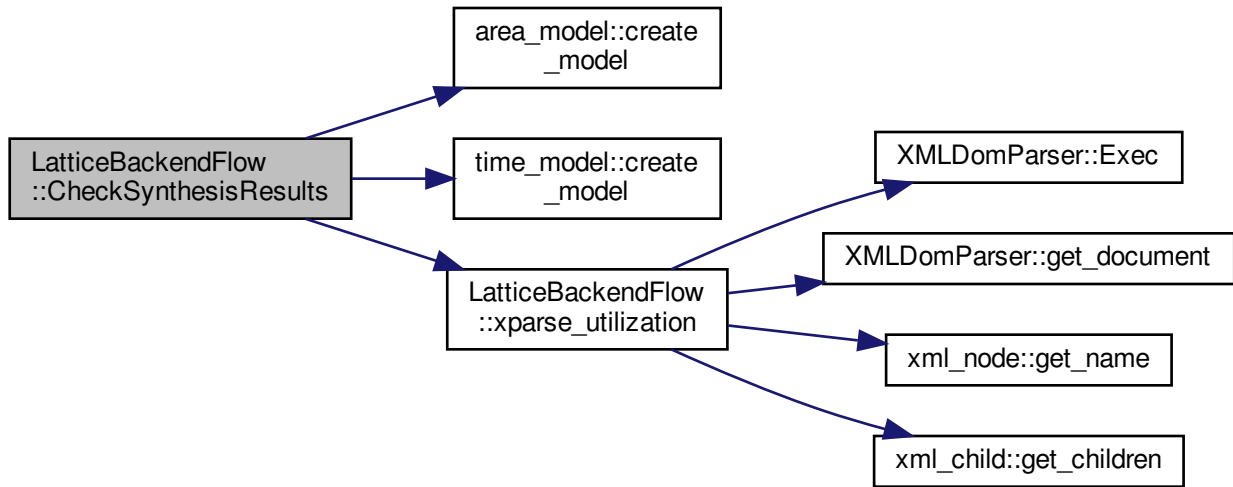 area_model::create
_model
LatticeBackendFlow
::CheckSynthesisResults
time_model::create
_model
LatticeBackendFlow
::xparse_utilization
XMLDomParser::Exec
XMLDomParser::get_document
xml_node::get_name
xml_child::get_children